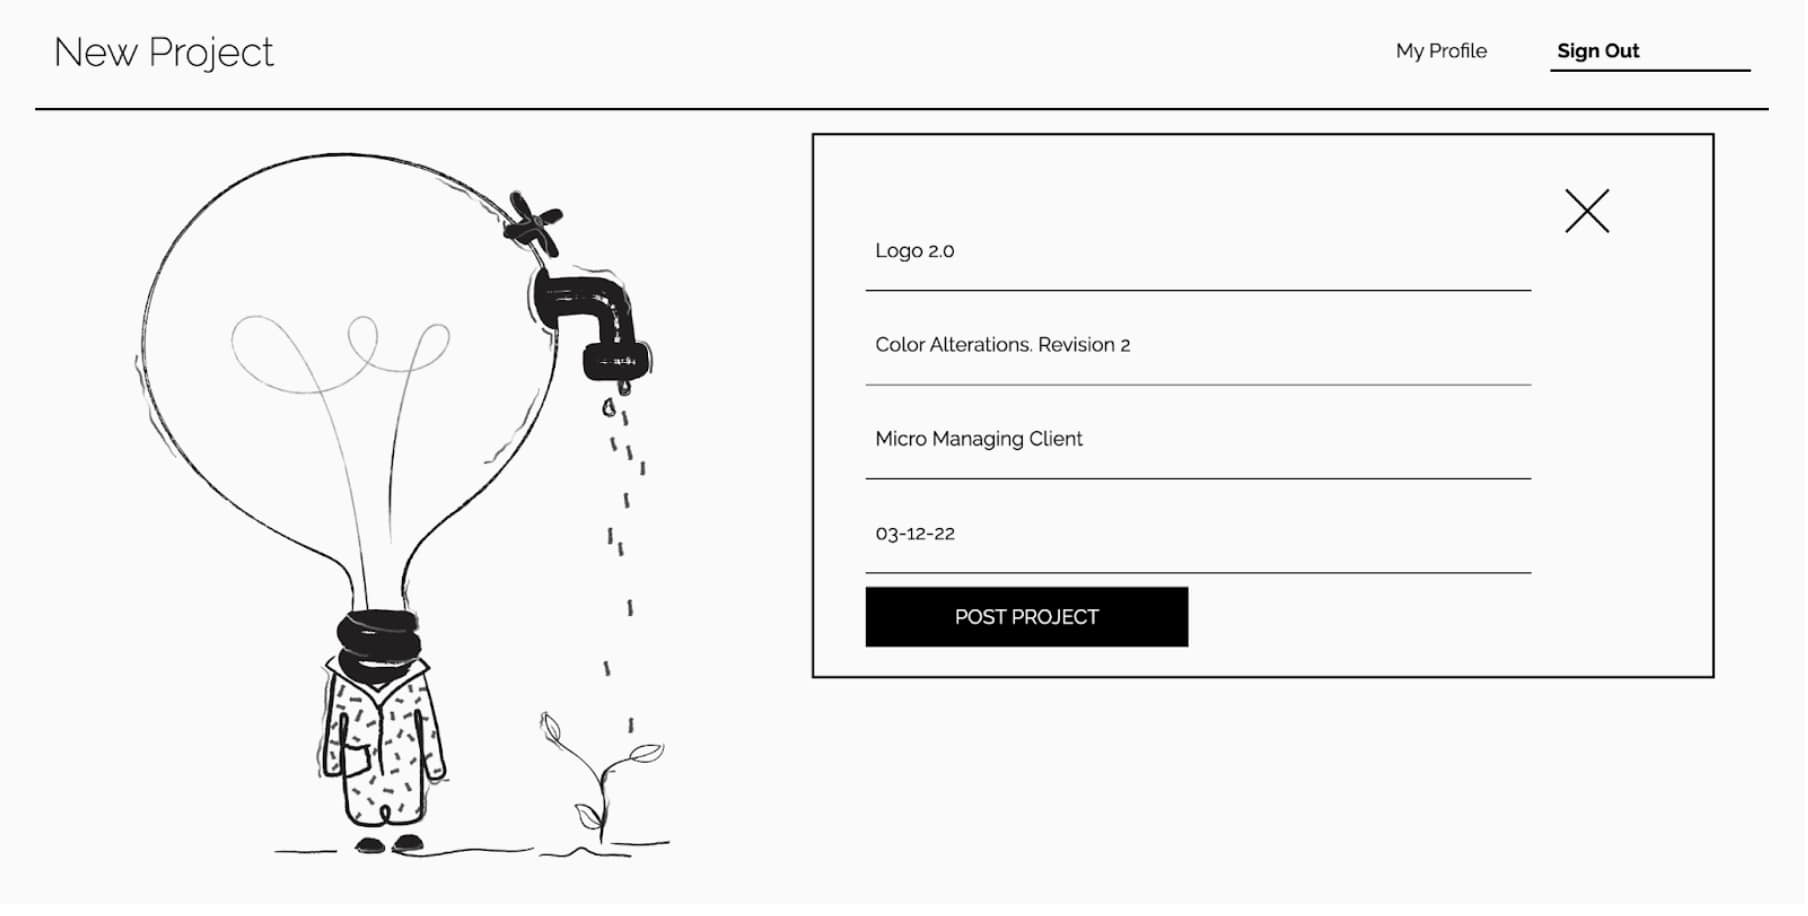 New Project
My Profile
Sign Out
Logo 2.0
Color Alterations. Revision 2
Micro Managing Client
03-12-22
POST PROJECT